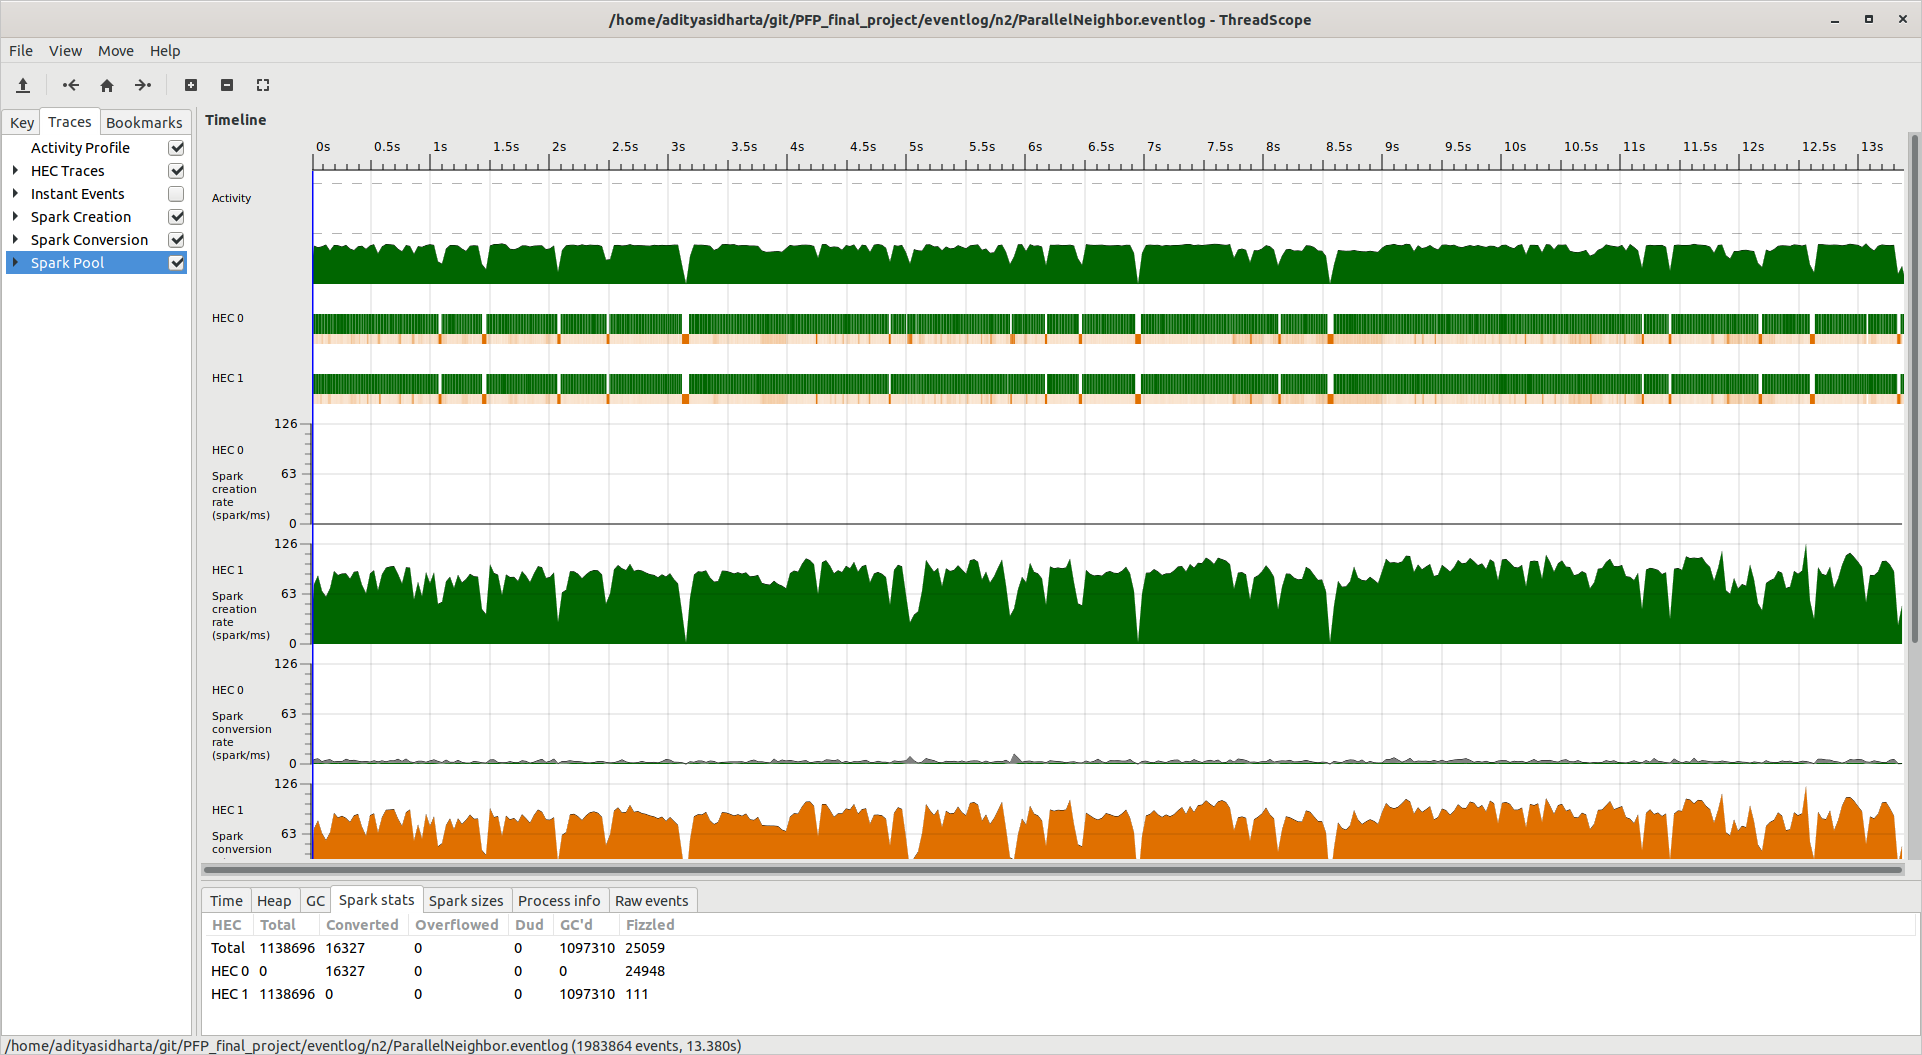 /home/adityasidharta/git/PFP_final_project/eventlog/n2/ParallelNeighbor.eventlog - ThreadScope
File View Move Help
Key Traces Bookmarks
Activity Profile
HEC Traces
Instant Events
Spark Creation
Spark Conversion
Spark Pool
Timeline
0s 0.5s 1s 1.5s 2s 2.5s 3s 3.5s 4s 4.5s 5s 5.5s 6s 6.5s 7s 7.5s 8s 8.5s 9s 9.5s 10s 10.5s 11s 11.5s 12s 12.5s 13s
Activity
HEC 0
HEC 1
126
HEC 0
63
Spark
creation
rate
(spark/ms)
0
126
HEC 1
63
Spark
creation
rate
(spark/ms)
0
126
HEC 0
63
Spark
conversion
rate
(spark/ms)
0
126
HEC 1
63
Spark
conversion
Time Heap GC Spark stats Spark sizes Process info Raw events
HEC Total Converted Overflowed Dud GC'd Fizzled
Total 1138696 16327 0 0 1097310 25059
HEC 0 0 16327 0 0 0 24948
HEC 1 1138696 0 0 0 1097310 111
/home/adityasidharta/git/PFP_final_project/eventlog/n2/ParallelNeighbor.eventlog (1983864 events, 13.380s)